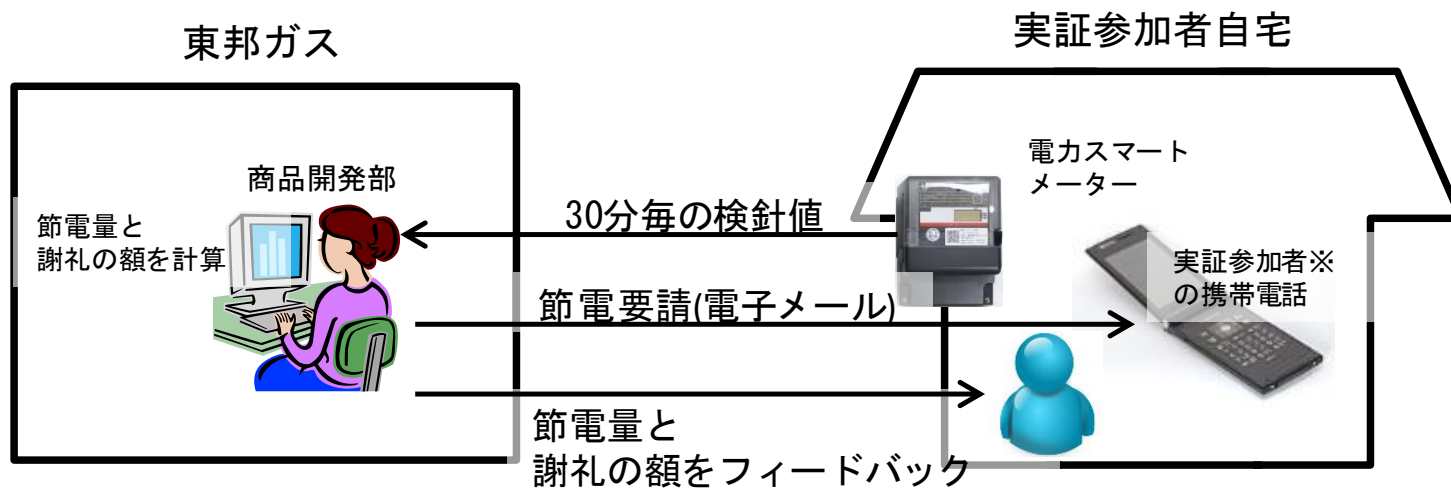 東邦ガス
実証参加者自宅
商品開発部
節電量と
謝礼の額を計算
30分毎の検針値
電力スマート
メーター
節電要請(電子メール)
実証参加者※
の携帯電話
節電量と
謝礼の額をフィードバック